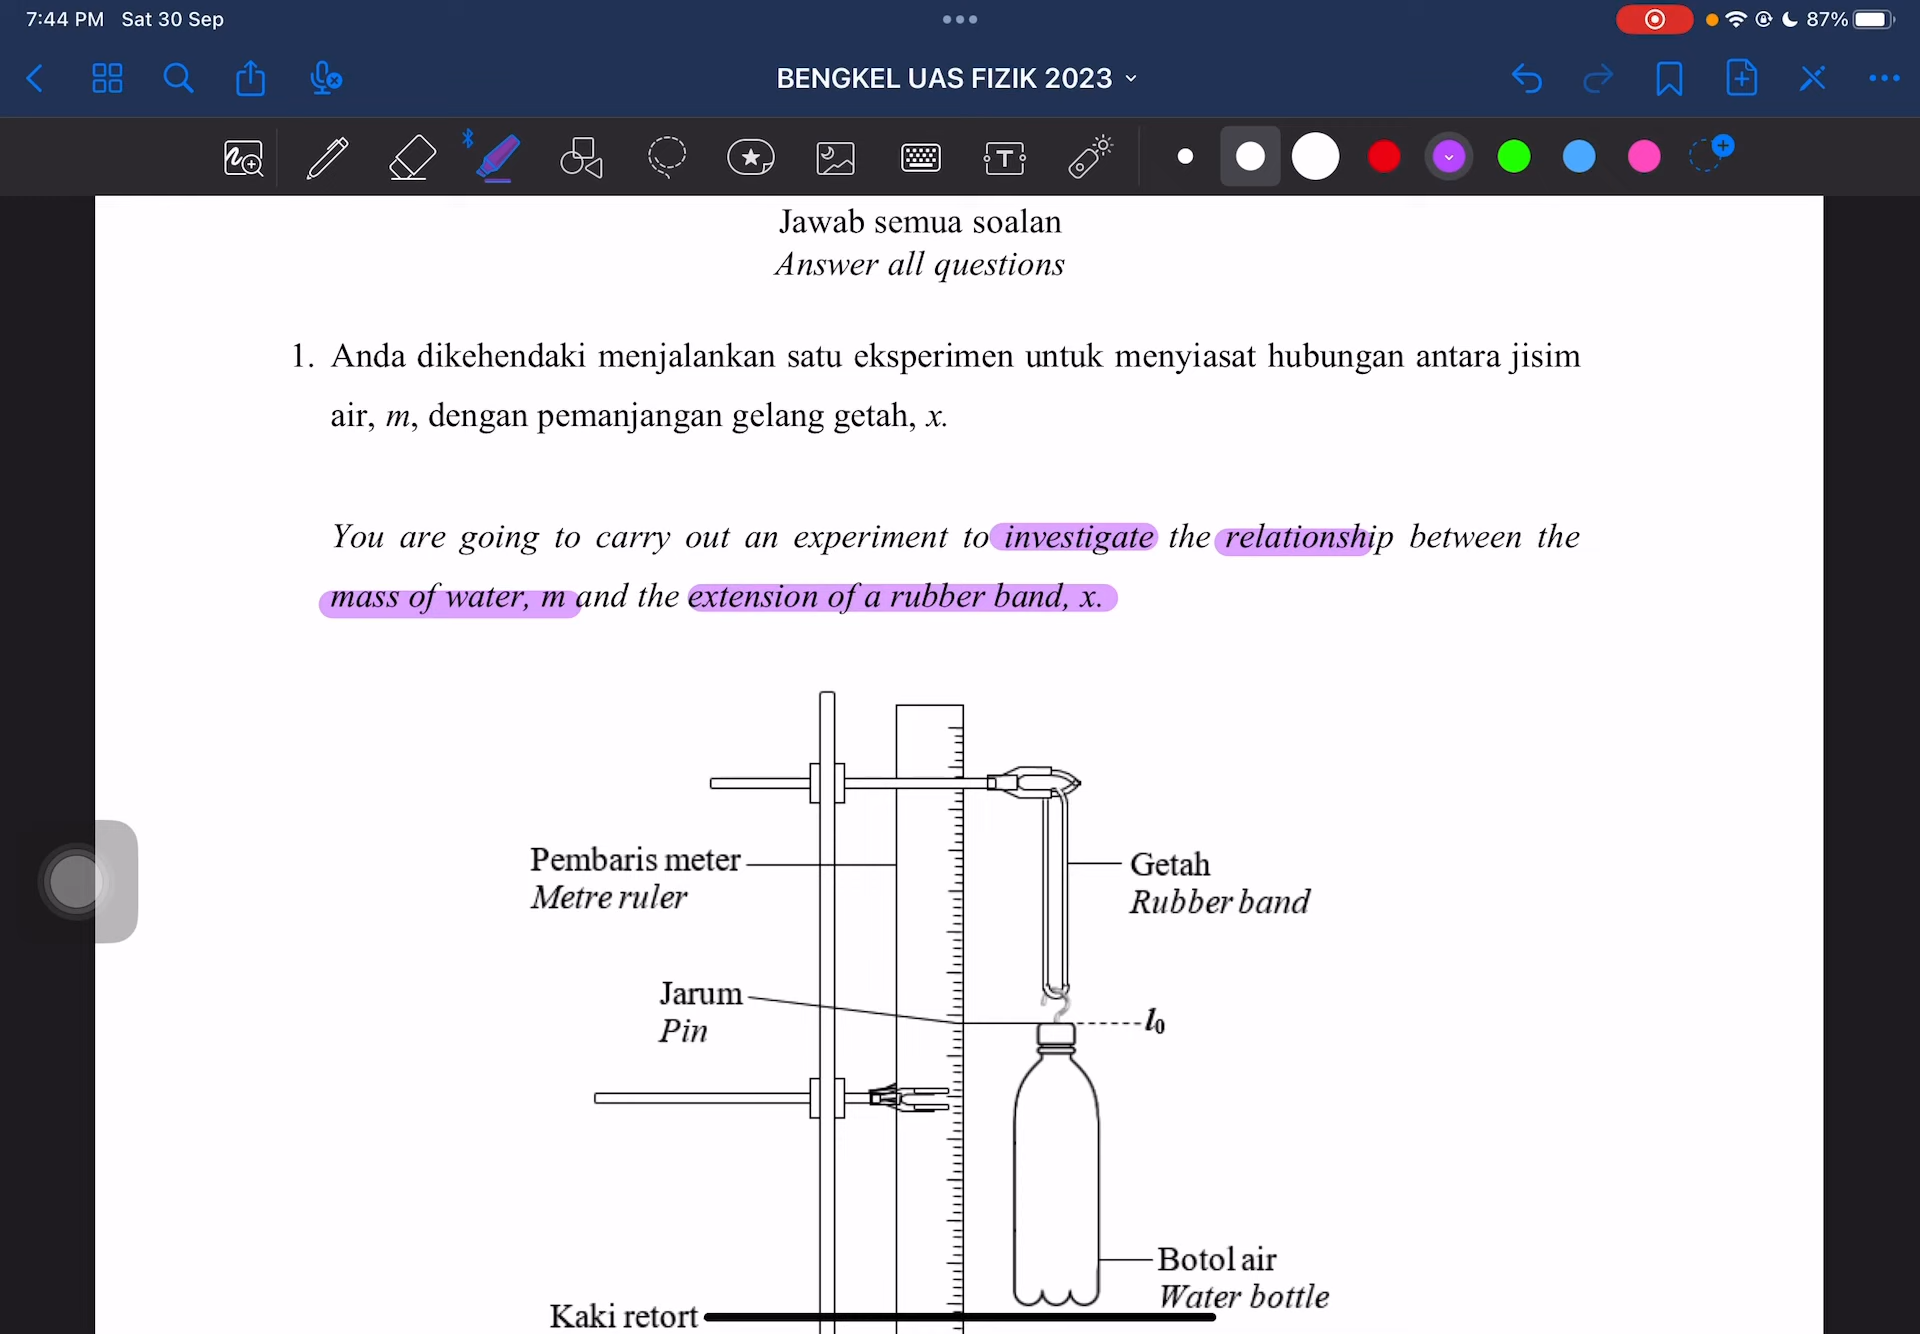 7:44 PM Sat 30 Sep
87%
BENGKEL UAS FIZIK 2023
T
Jawab semua soalan
Answer all questions
1. Anda dikehendaki menjalankan satu eksperimen untuk menyiasat hubungan antara jisim
air, m, dengan pemanjangan gelang getah, x.
You are going to carry out an experiment to investigate the relationship between the
mass of water, m and the extension of a rubber band, x.
Pembaris meter
Metre ruler
Getah
Rubber band
Jarum
Pin
l₀
Botol air
Water bottle
Kaki retort